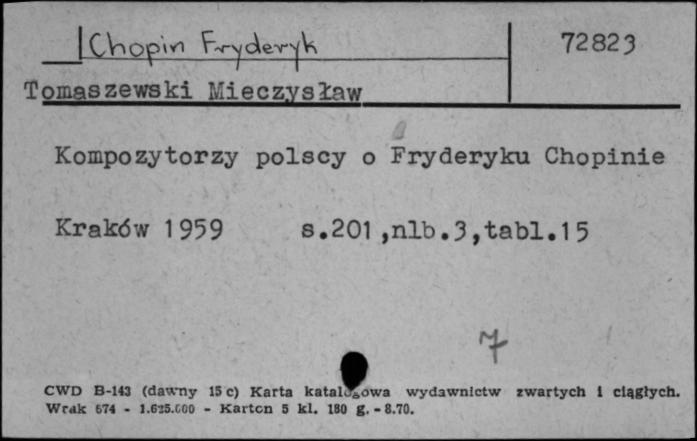 Chopin Fryderyk
72823
Tomaszewski Mieczysław
Kompozytorzy polscy o Fryderyku Chopinie
Kraków 1959 s.201,nlb.3,tabl.15
7
CWD B-143 (dawny 15 c) Karta katalogowa wydawnictw zwartych i ciągłych.
Wrak 674 - 1.625.000 - Karton 5 kl. 180 g. - 8.70.